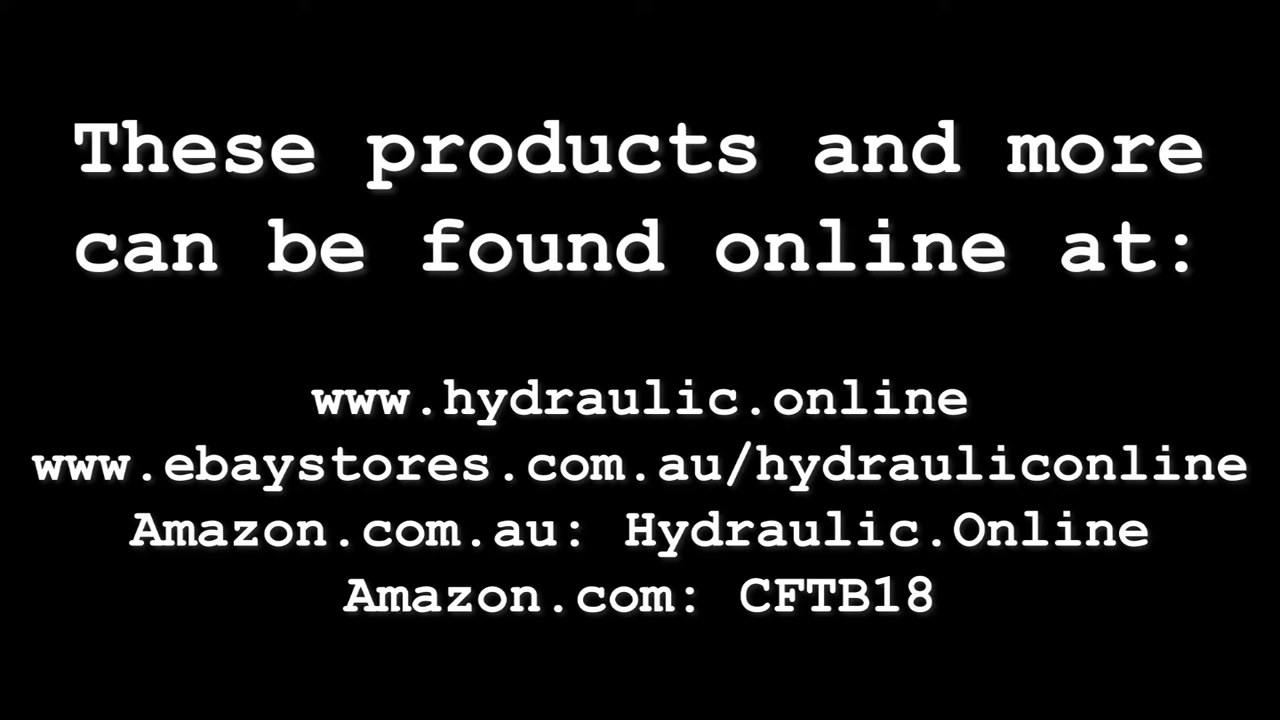 These products and more
can be found online at:
www.hydraulic.online
www.ebaystores.com.au/hydrauliconline
Amazon.com.au: Hydraulic.Online
Amazon.com: CFTB18